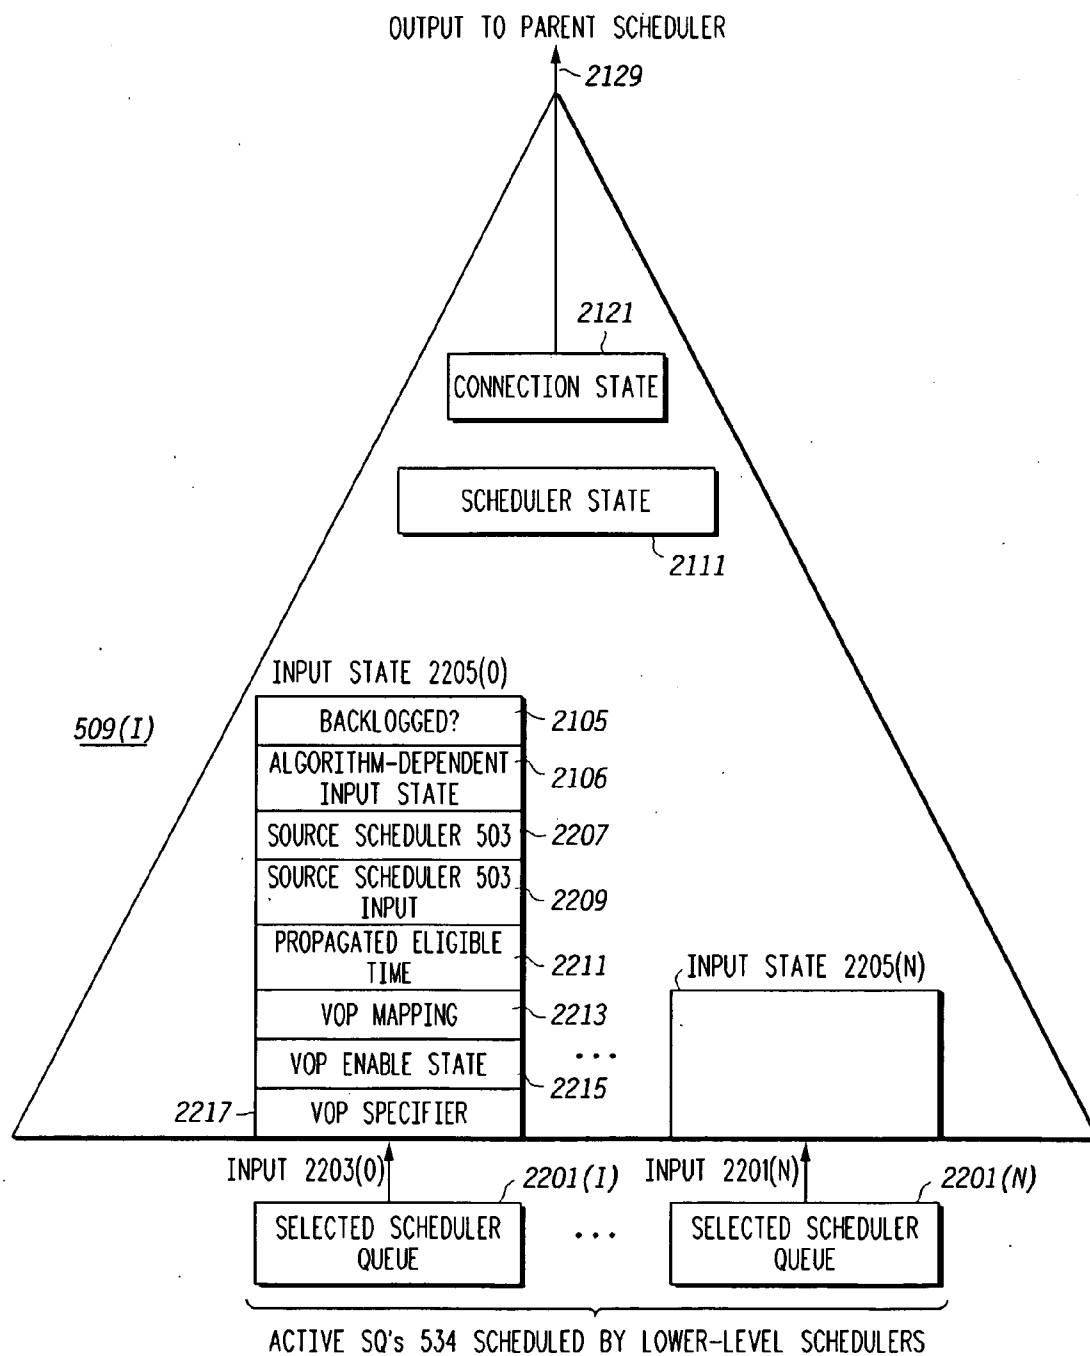 OUTPUT TO PARENT SCHEDULER
2129
2121
CONNECTION STATE
SCHEDULER STATE
2111
INPUT STATE 2205(0)
509(I)
BACKLOGGED?
2105
ALGORITHM-DEPENDENT
INPUT STATE
2106
SOURCE SCHEDULER 503
2207
SOURCE SCHEDULER 503
INPUT
2209
PROPAGATED ELIGIBLE
TIME
2211
INPUT STATE 2205(N)
VOP MAPPING
2213
VOP ENABLE STATE
...
2215
2217
VOP SPECIFIER
INPUT 2203(0)
2201(I)
INPUT 2201(N)
2201(N)
SELECTED SCHEDULER
QUEUE
...
SELECTED SCHEDULER
QUEUE
ACTIVE SQ's 534 SCHEDULED BY LOWER-LEVEL SCHEDULERS